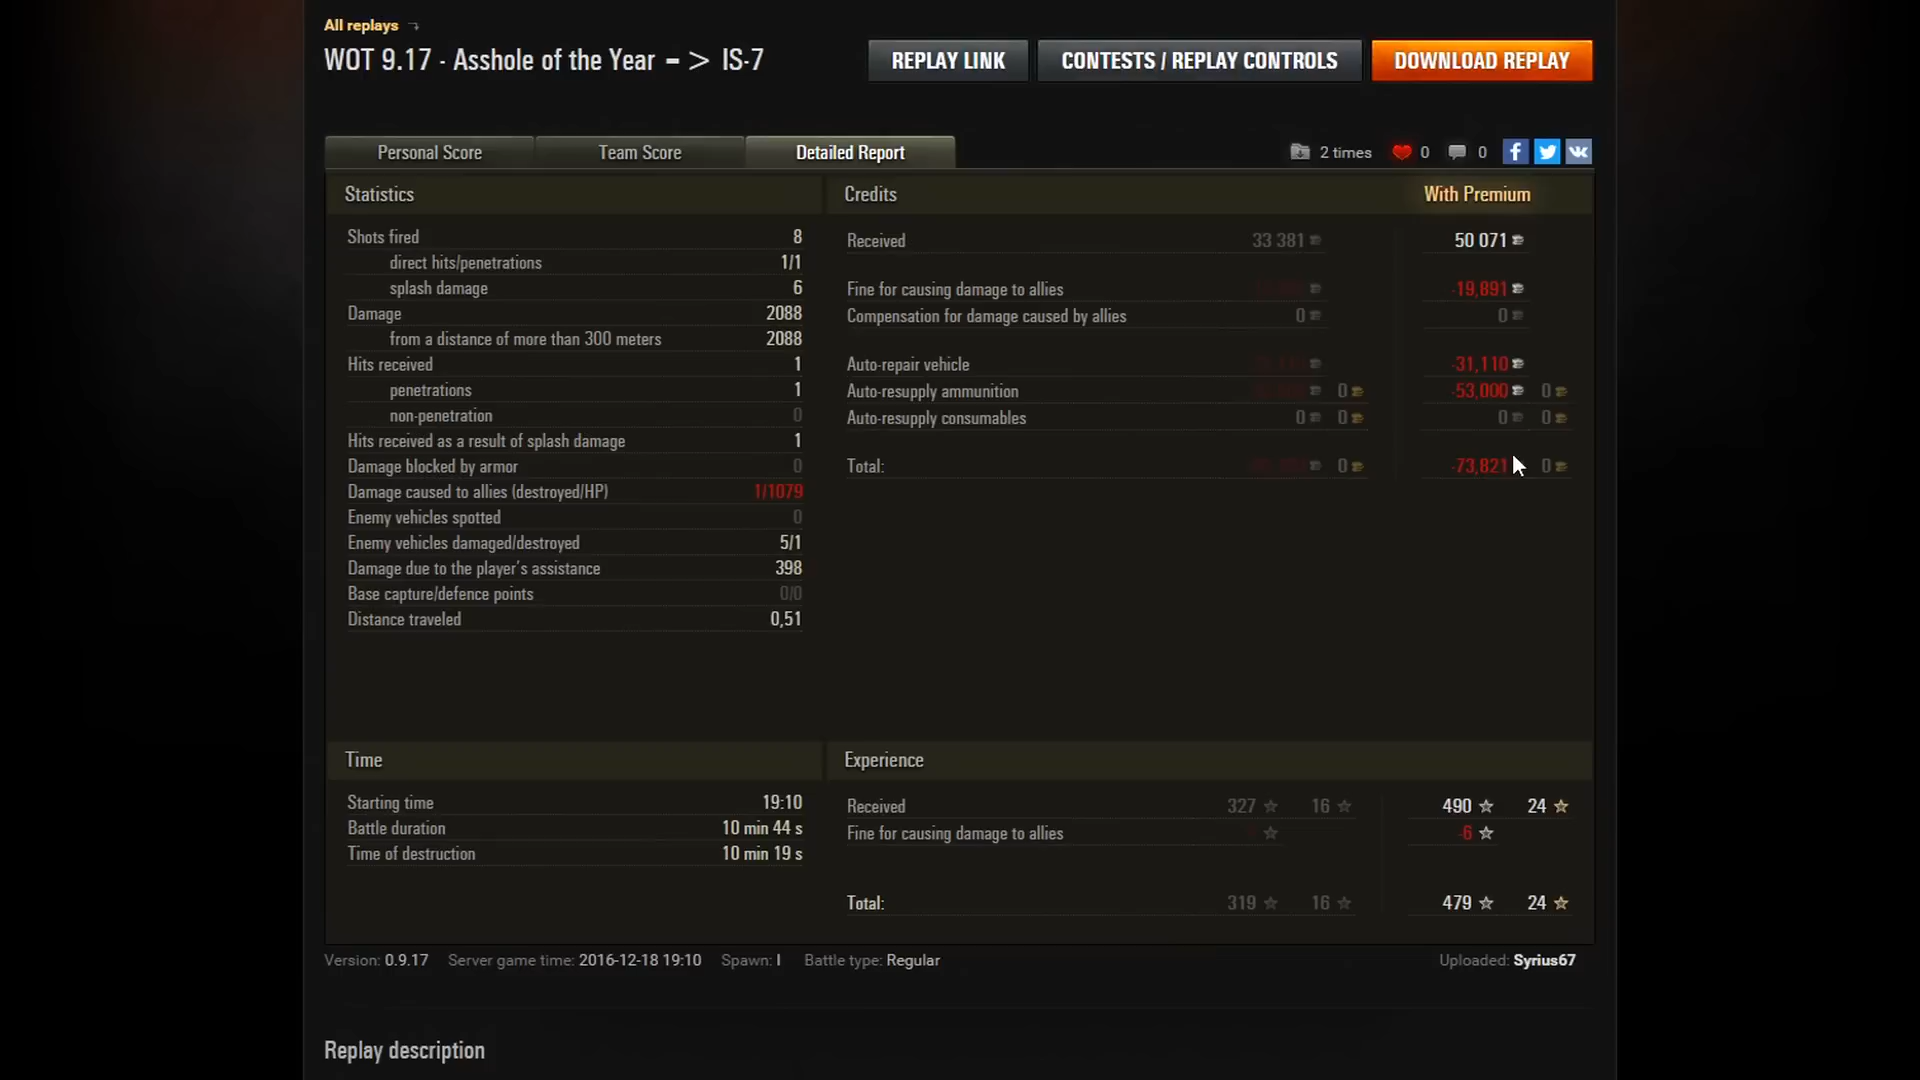 All replays
WOT 9.17 - Asshole of the Year = > IS-7
REPLAY LINK
CONTESTS / REPLAY CONTROLS
DOWNLOAD REPLAY
Personal Score
Team Score
Detailed Report
2 times
0
0
Statistics
Shots fired 8
direct hits/penetrations 1/1
splash damage 6
Damage 2088
from a distance of more than 300 meters 2088
Hits received 1
penetrations 1
non-penetration 0
Hits received as a result of splash damage 1
Damage blocked by armor 0
Damage caused to allies (destroyed/HP) 1/1079
Enemy vehicles spotted 0
Enemy vehicles damaged/destroyed 5/1
Damage due to the player's assistance 398
Base capture/defence points 0/0
Distance traveled 0,51
Credits With Premium
Received 33 381 50 071
Fine for causing damage to allies -19,891
Compensation for damage caused by allies 0 0
Auto-repair vehicle -31,110
Auto-resupply ammunition 0 -53,000 0
Auto-resupply consumables 0 0 0 0
Total: 0 -73,821 0
Time
Starting time 19:10
Battle duration 10 min 44 s
Time of destruction 10 min 19 s
Experience
Received 327 16 490 24
Fine for causing damage to allies -6
Total: 319 16 479 24
Version: 0.9.17 Server game time: 2016-12-18 19:10 Spawn: I Battle type: Regular
Uploaded: Syrius67
Replay description